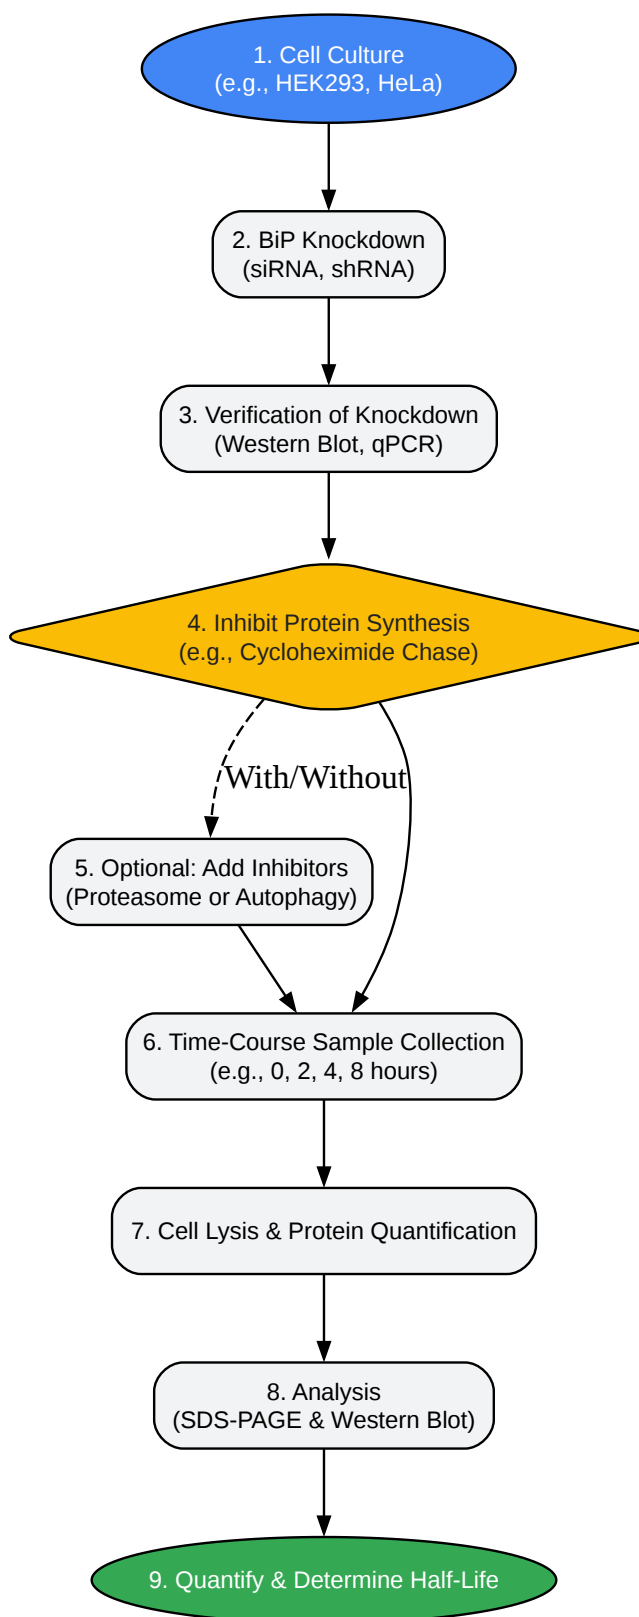 1. Cell Culture
(e.g., HEK293, HeLa)
2. BiP Knockdown
(siRNA, shRNA)
3. Verification of Knockdown
(Western Blot, qPCR)
4. Inhibit Protein Synthesis
(e.g., Cycloheximide Chase)
With/Without
5. Optional: Add Inhibitors
(Proteasome or Autophagy)
6. Time-Course Sample Collection
(e.g., 0, 2, 4, 8 hours)
7. Cell Lysis & Protein Quantification
8. Analysis
(SDS-PAGE & Western Blot)
9. Quantify & Determine Half-Life